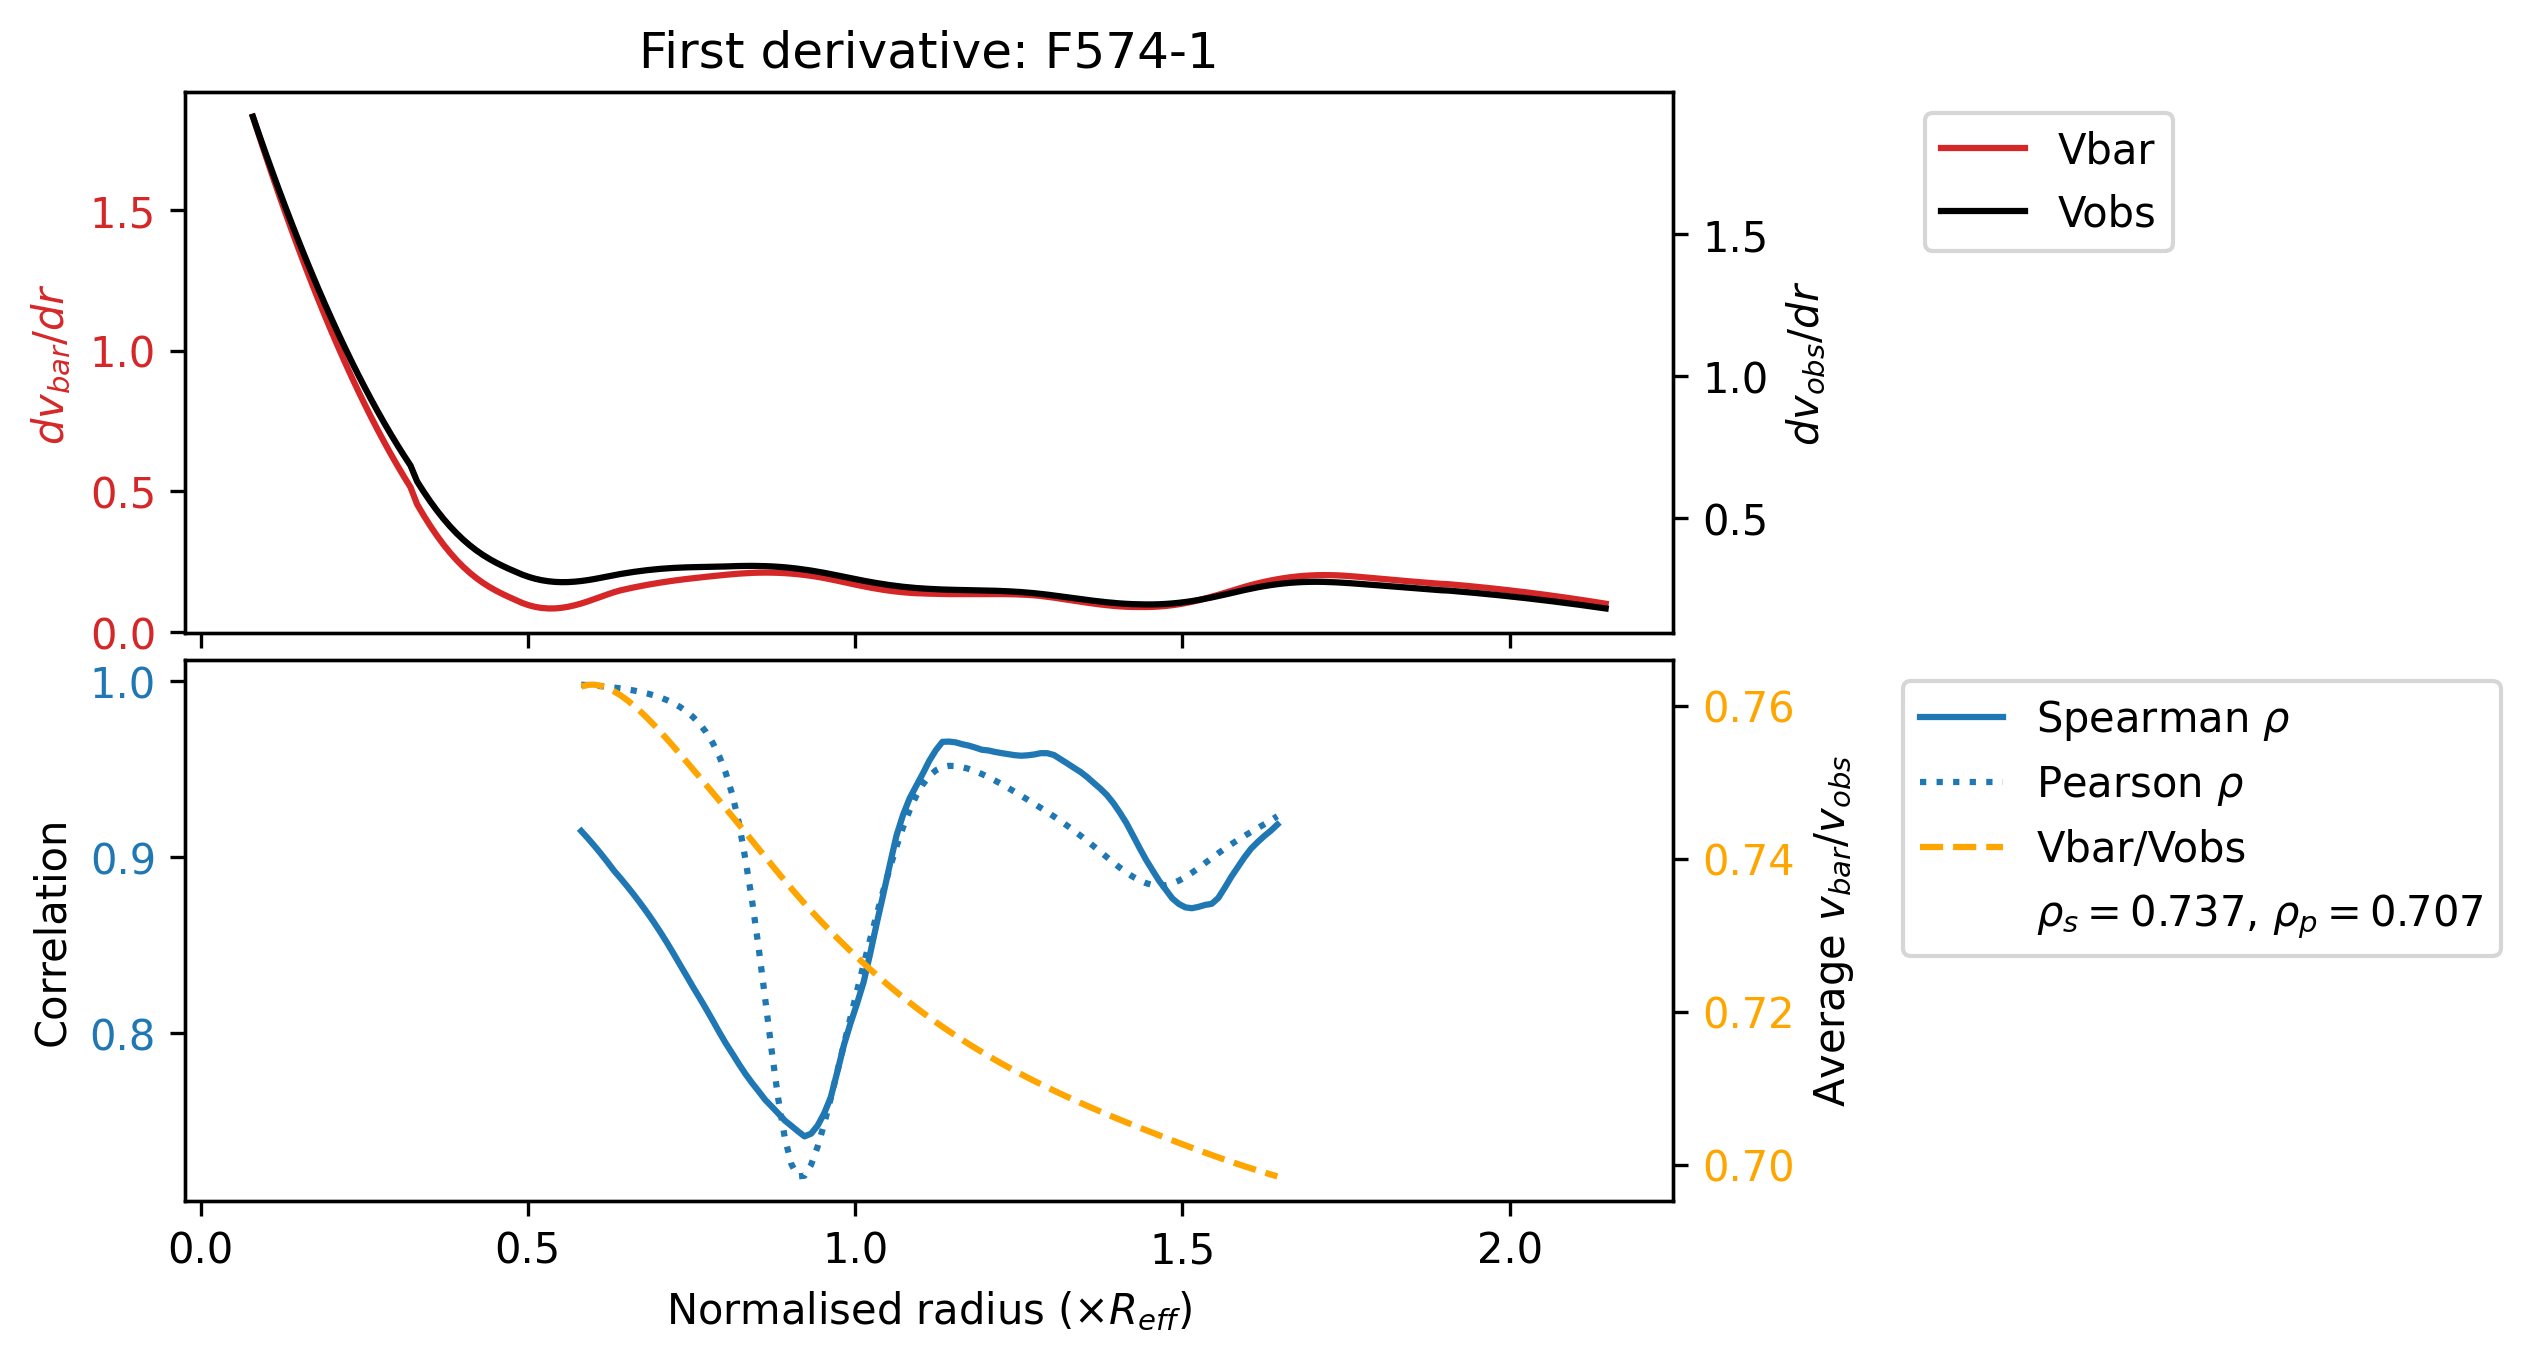 First derivative: F574-1
dv_bar/dr
1.5
1.0
0.5
0.0
1.5
1.0
0.5
dv_obs/dr
Vbar
Vobs
Correlation
1.0
0.9
0.8
0.76
0.74
0.72
0.70
Average v_bar/v_obs
Spearman ρ
Pearson ρ
Vbar/Vobs
ρ_s = 0.737, ρ_p = 0.707
0.0 0.5 1.0 1.5 2.0
Normalised radius (×R_eff)